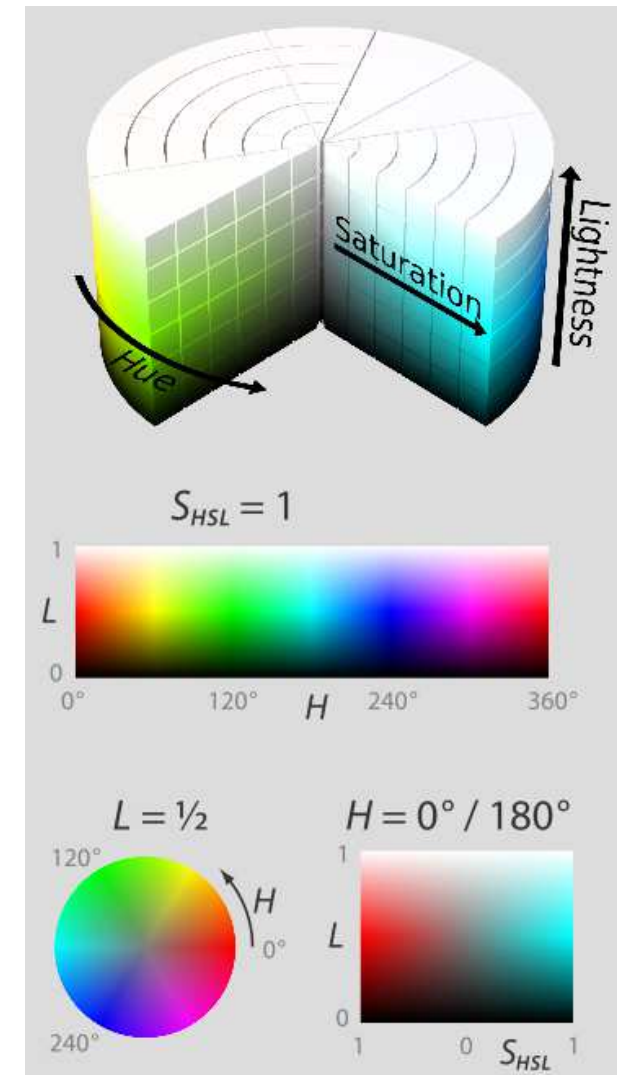 Saturation
Lightness
Hue
S_HSL = 1
1
L
0
0° 120° H 240° 360°
L = ½
120°
H
0°
240°
H = 0° / 180°
1
L
0
1 0 S_HSL 1